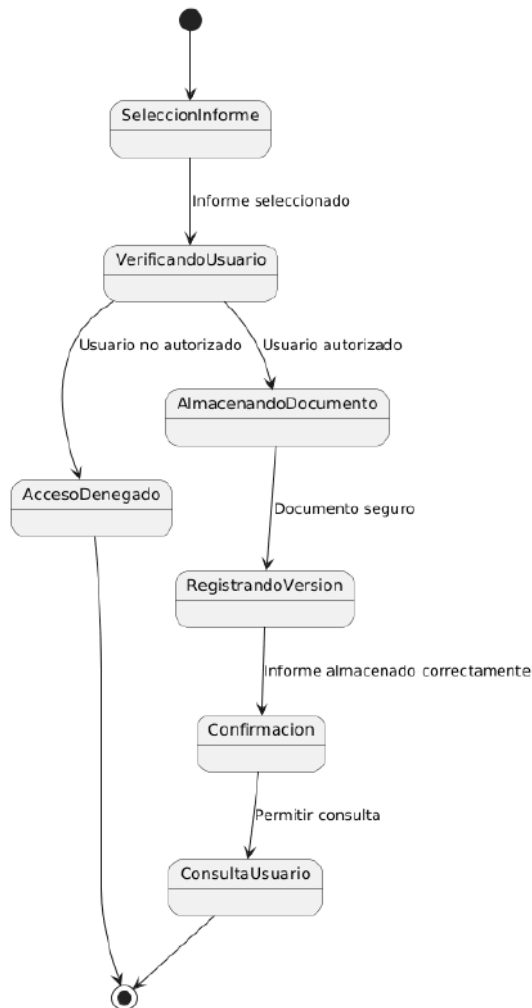 SeleccionInforme
Informe seleccionado
VerificandoUsuario
Usuario no autorizado
Usuario autorizado
AlmacenandoDocumento
AccesoDenegado
Documento seguro
RegistrandoVersion
Informe almacenado correctamente
Confirmacion
Permitir consulta
ConsultaUsuario